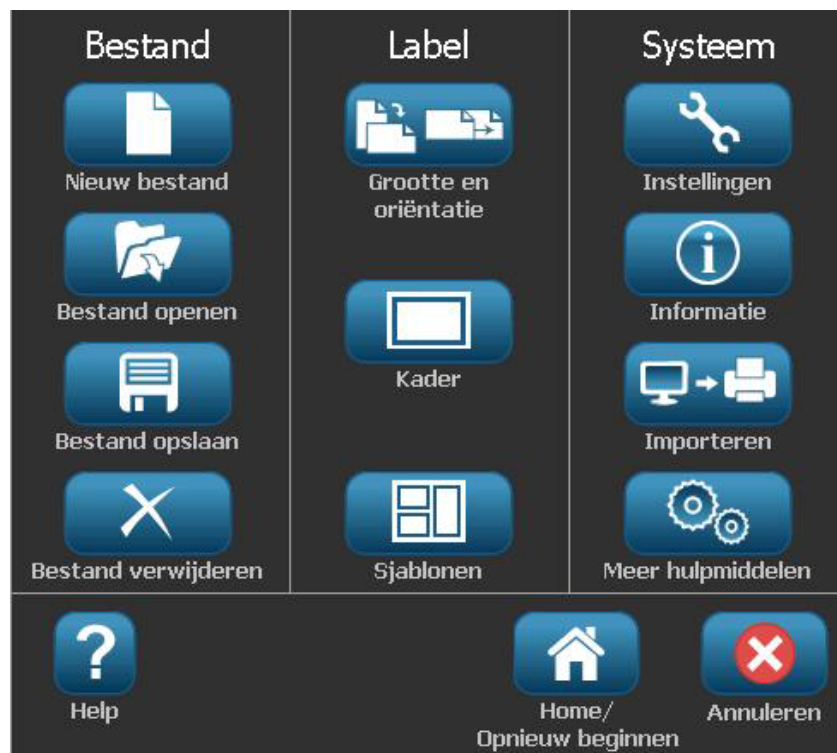 Bestand
Nieuw bestand
Bestand openen
Bestand opslaan
Bestand verwijderen
Label
Grootte en
oriëntatie
Kader
Sjablonen
Systeem
Instellingen
Informatie
Importeren
Meer hulpmiddelen
Help
Home/
Opnieuw beginnen
Annuleren